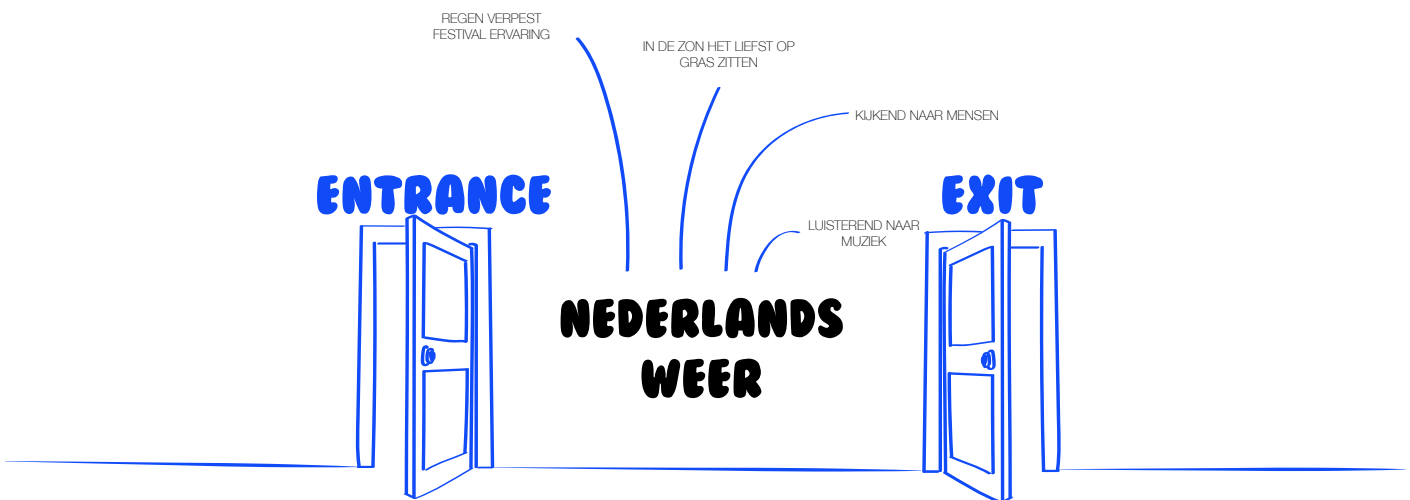 REGEN VERPEST
FESTIVAL ERVARING
IN DE ZON HET LIEFST OP
GRAS ZITTEN
KIJKEND NAAR MENSEN
ENTRANCE
EXIT
LUISTEREND NAAR
MUZIEK
NEDERLANDS
WEER